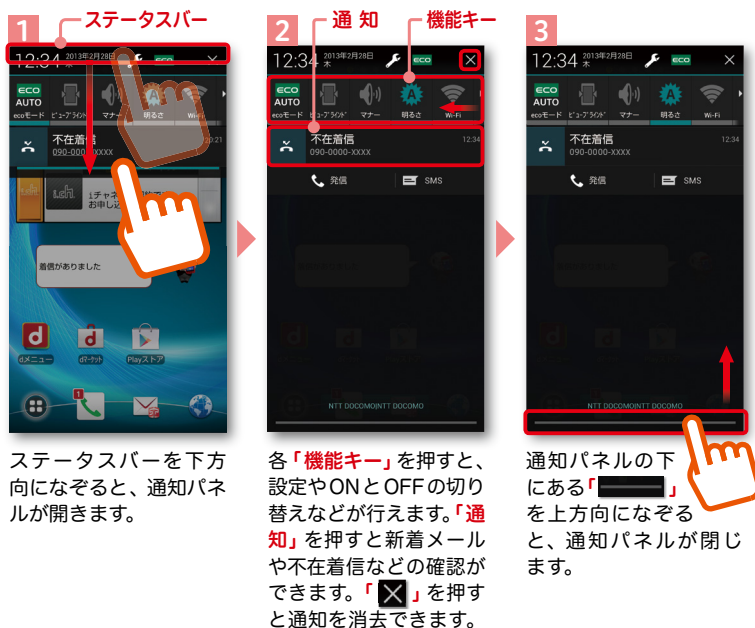 ステータスバー
1
12:34 2013年2月28日 木 eco
ECO AUTO
ecoモード ﾋﾞｭｰﾌﾞﾗｲﾝﾄﾞ マナー 明るさ Wi-Fi
不在着信
090-0000-XXXX
i.ch.
着信がありました
dメニュー dマーケット Playストア
1
ステータスバーを下方
向になぞると、通知パネ
ルが開きます。
2
通 知
機能キー
12:34 2013年2月28日 木 eco
ECO AUTO
ecoモード ﾋﾞｭｰﾌﾞﾗｲﾝﾄﾞ マナー 明るさ Wi-Fi
不在着信 12:34
090-0000-XXXX
発信 SMS
NTT DOCOMO|NTT DOCOMO
各「機能キー」を押すと、
設定やONとOFFの切り
替えなどが行えます。「通
知」を押すと新着メール
や不在着信などの確認が
できます。「 ×」を押す
と通知を消去できます。
3
12:34 2013年2月28日 木 eco
ECO AUTO
ecoモード ﾋﾞｭｰﾌﾞﾗｲﾝﾄﾞ マナー 明るさ Wi-Fi
不在着信 12:34
090-0000-XXXX
発信 SMS
NTT DOCOMO|NTT DOCOMO
通知パネルの下
にある「 」
を上方向になぞる
と、通知パネルが閉じ
ます。